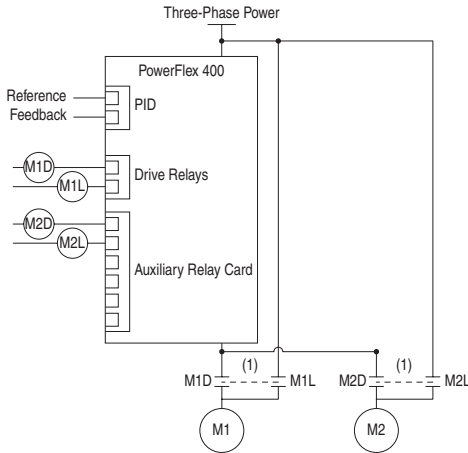 Three-Phase Power
PowerFlex 400
Reference
Feedback
PID
M1D
M1L
Drive Relays
M2D
M2L
Auxiliary Relay Card
(1)
(1)
M1D
M1L
M2D
M2L
M1
M2